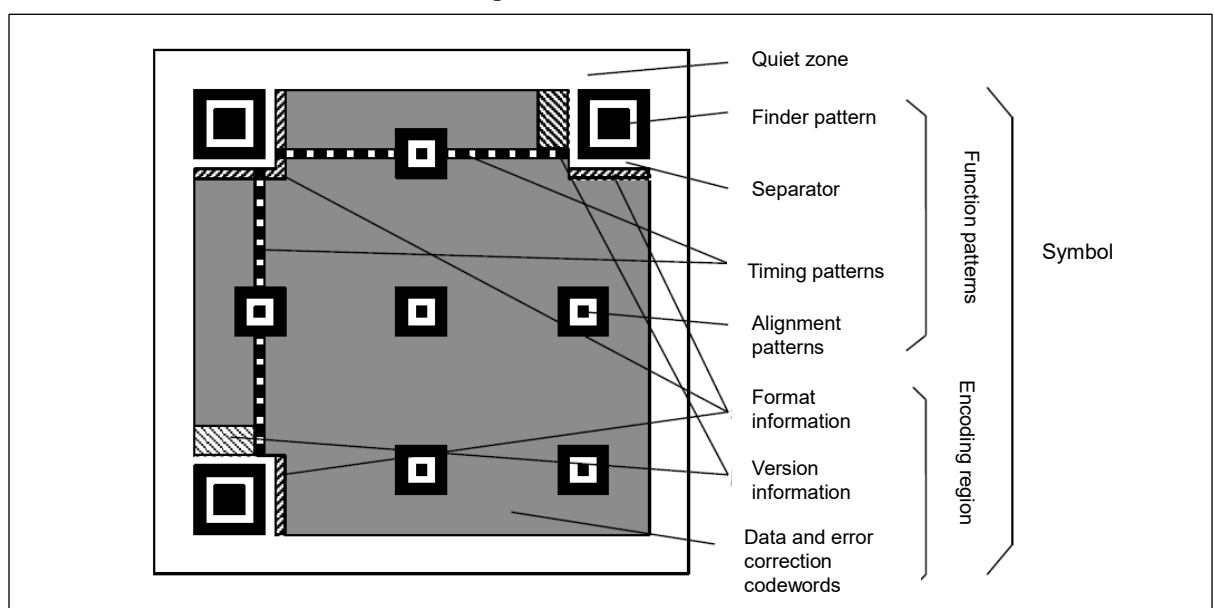 Quiet zone
Finder pattern
Separator
Timing patterns
Alignment
patterns
Format
information
Version
information
Data and error
correction
codewords
Function patterns
Encoding region
Symbol